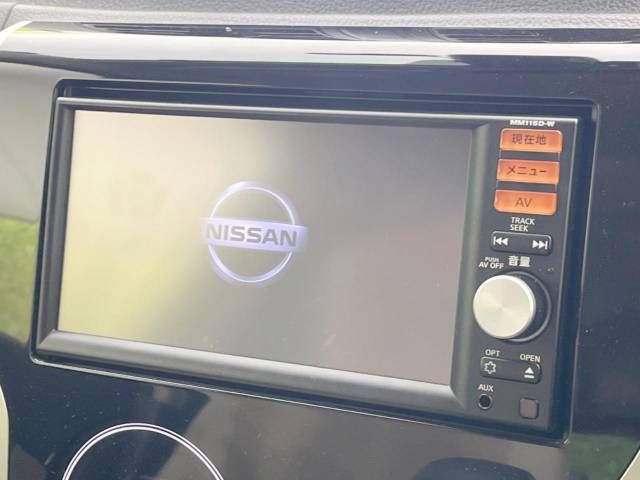 MM115D-W
現在地
メニュー
AV
TRACK
SEEK
NISSAN
PUSH
AV OFF
音量
OPT
OPEN
AUX